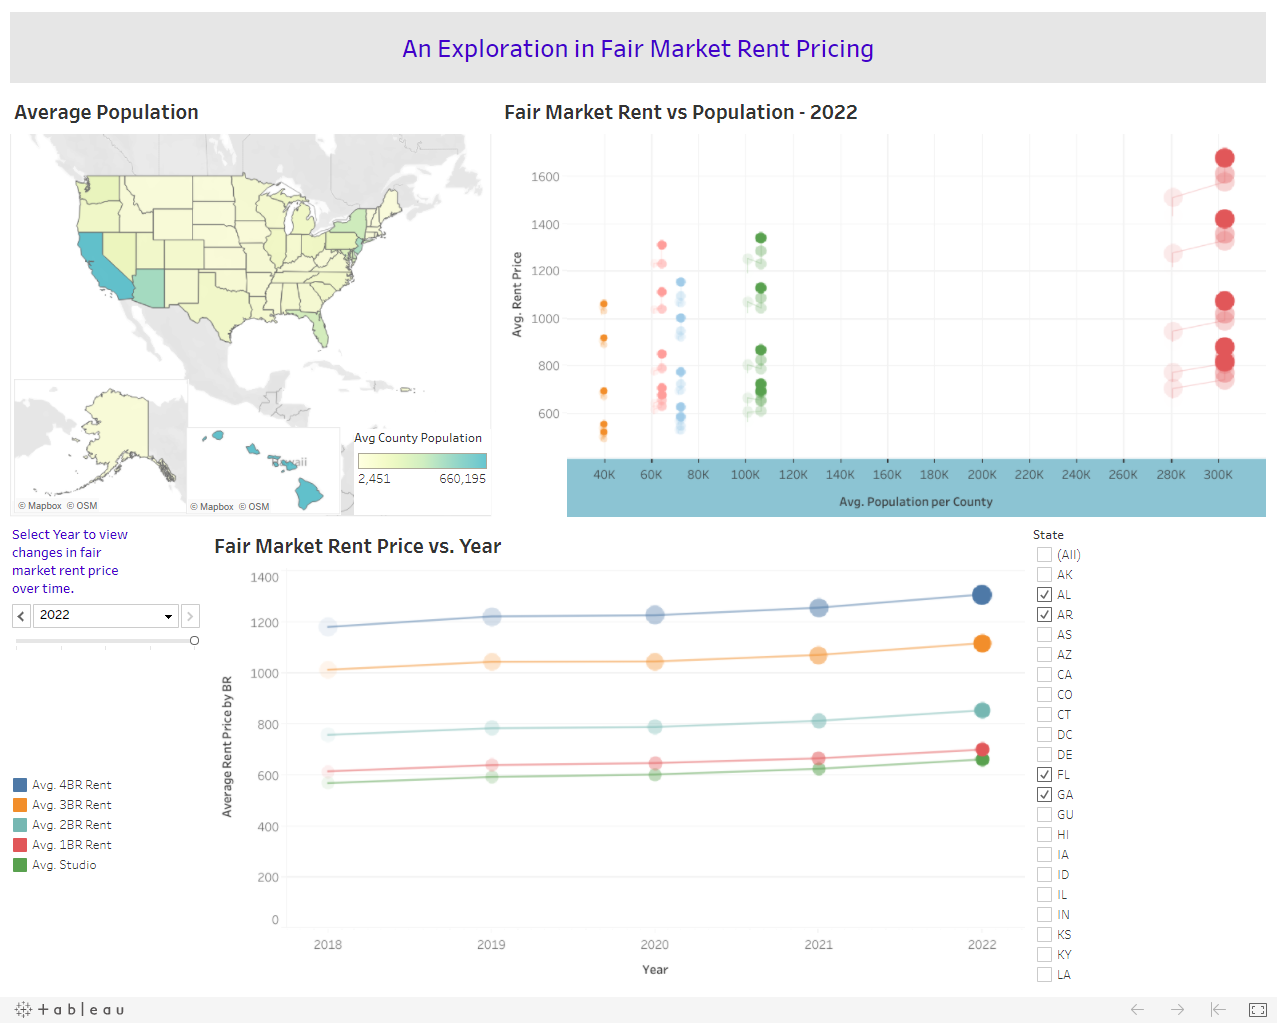 An Exploration in Fair Market Rent Pricing
Average Population
Fair Market Rent vs Population - 2022
Avg. Rent Price
1600
1400
1200
1000
800
600
40K 60K 80K 100K 120K 140K 160K 180K 200K 220K 240K 260K 280K 300K
Avg. Population per County
Avg County Population
2,451 660,195
© Mapbox © OSM
Hawaii
© Mapbox © OSM
Select Year to view
changes in fair
market rent price
over time.
2022
Avg. 4BR Rent
Avg. 3BR Rent
Avg. 2BR Rent
Avg. 1BR Rent
Avg. Studio
Fair Market Rent Price vs. Year
Average Rent Price by BR
1400
1200
1000
800
600
400
200
0
2018 2019 2020 2021 2022
Year
State
(All)
AK
AL
AR
AS
AZ
CA
CO
CT
DC
DE
FL
GA
GU
HI
IA
ID
IL
IN
KS
KY
LA
+ableau